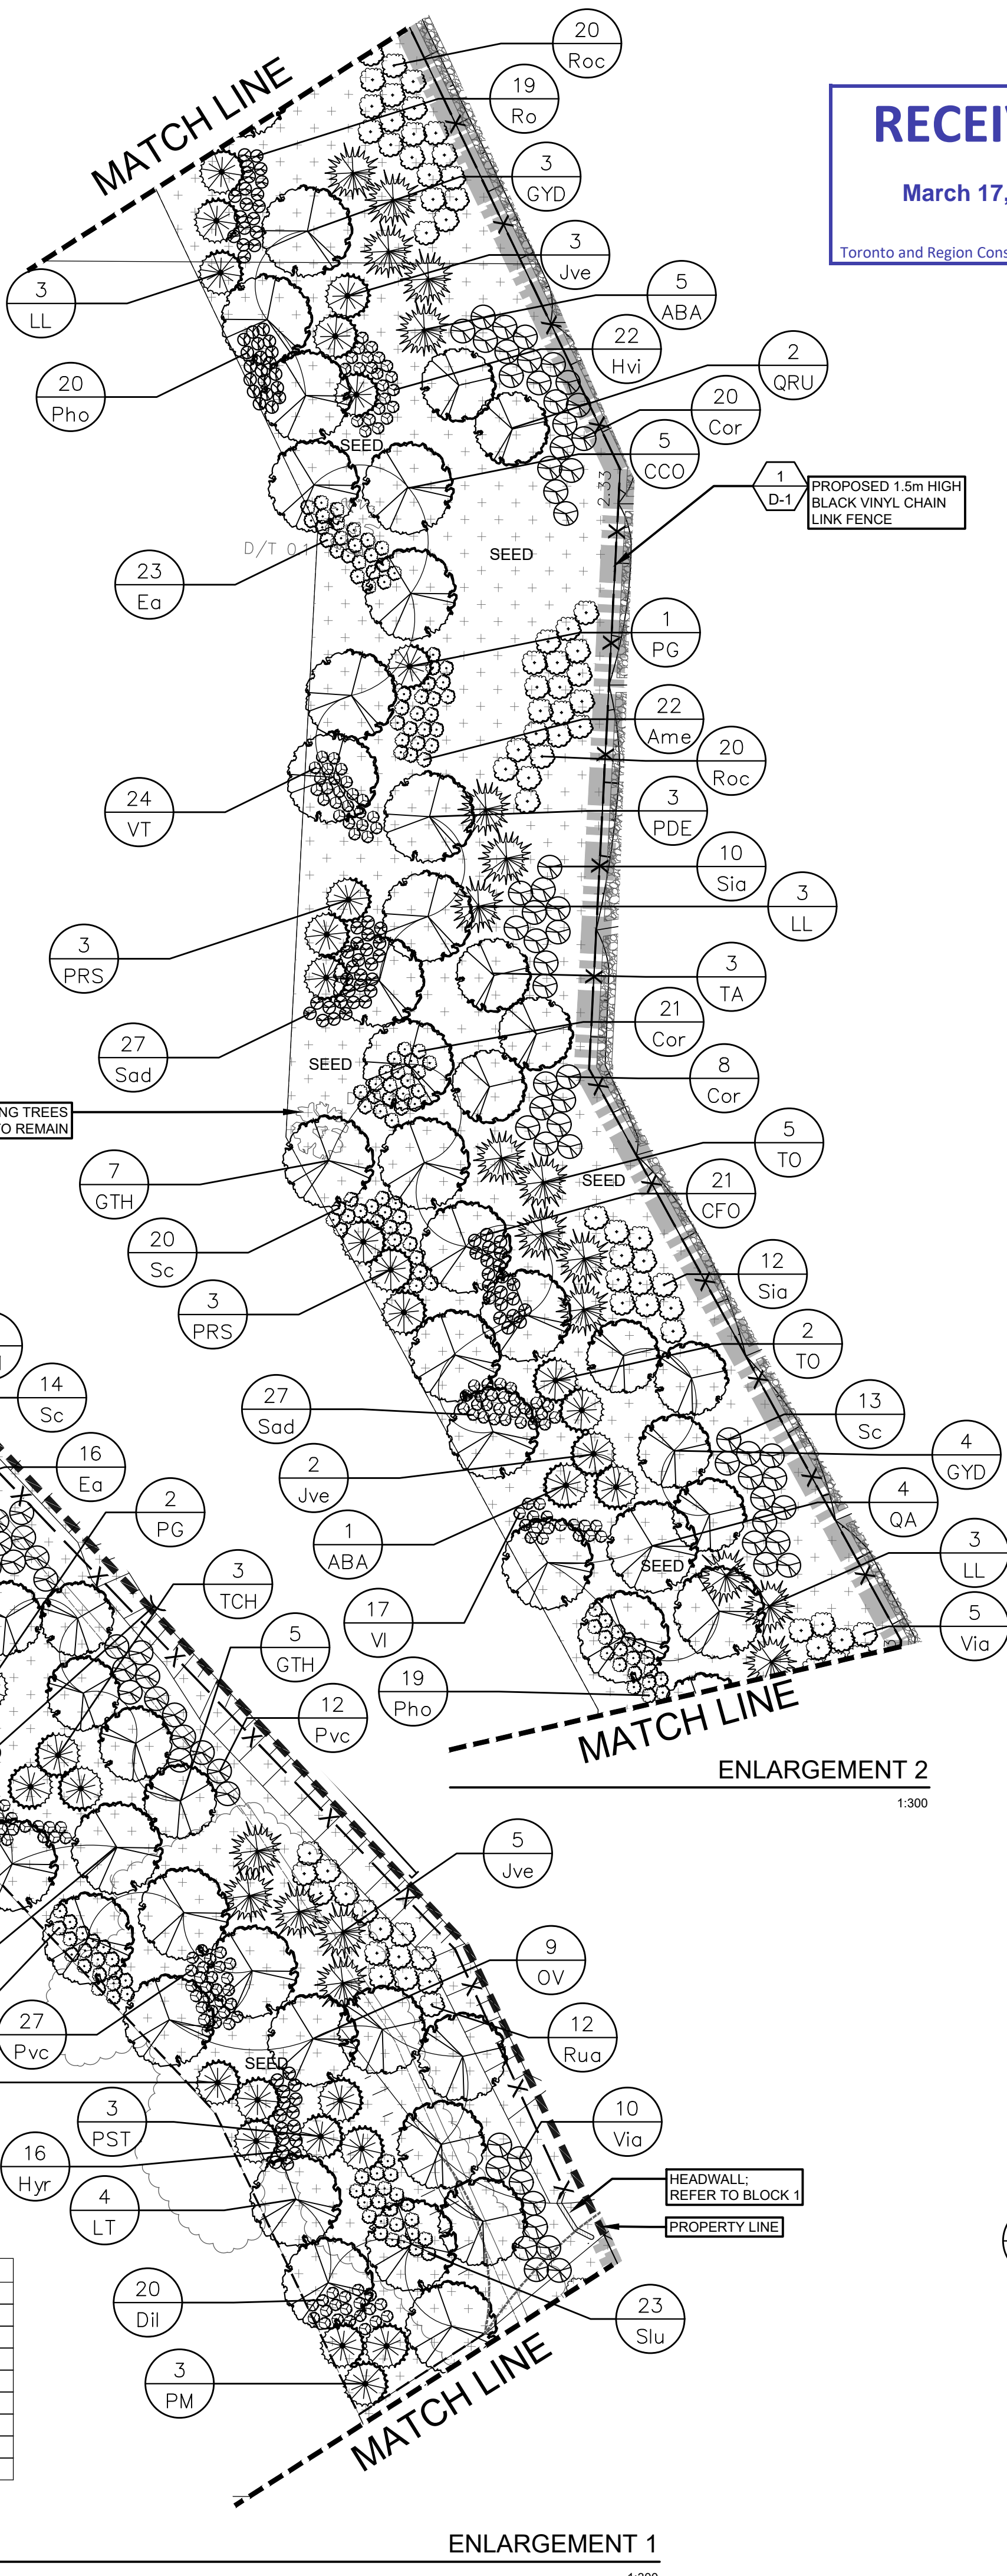 20
Roc
19
Ro
MATCH LINE
RECEI
March 17,
Toronto and Region Cons
3
GYD
3
Jve
3
LL
5
ABA
22
Hvi
2
QRU
20
Pho
20
Cor
SEED
5
CCO
1
D-1
PROPOSED 1.5m HIGH
BLACK VINYL CHAIN
LINK FENCE
2.33
D/T 01
SEED
23
Ea
1
PG
22
Ame
20
Roc
24
VT
3
PDE
10
Sia
3
LL
3
PRS
3
TA
21
Cor
27
Sad
SEED
8
Cor
NG TREES
TO REMAIN
5
TO
7
GTH
SEED
21
CFO
20
Sc
12
Sia
3
PRS
2
TO
14
Sc
27
Sad
13
Sc
4
GYD
16
Ea
2
Jve
4
QA
2
PG
1
ABA
3
LL
SEED
3
TCH
17
VI
5
Via
5
GTH
19
Pho
12
Pvc
MATCH LINE
ENLARGEMENT 2
1:300
5
Jve
9
OV
27
Pvc
12
Rua
SEED
3
PST
10
Via
16
Hyr
HEADWALL;
REFER TO BLOCK 1
4
LT
PROPERTY LINE
20
Dil
23
Slu
3
PM
MATCH LINE
ENLARGEMENT 1